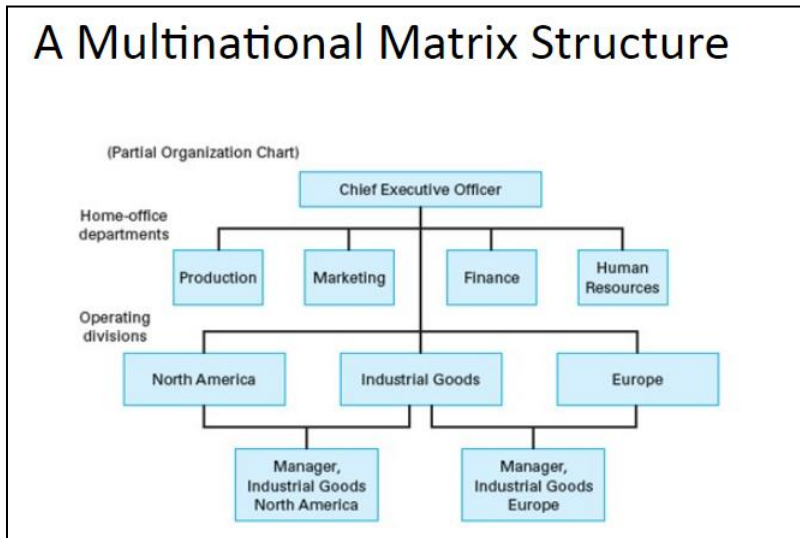 A Multinational Matrix Structure
(Partial Organization Chart)
Chief Executive Officer
Home-office
departments
Production
Marketing
Finance
Human
Resources
Operating
divisions
North America
Industrial Goods
Europe
Manager,
Industrial Goods
North America
Manager,
Industrial Goods
Europe